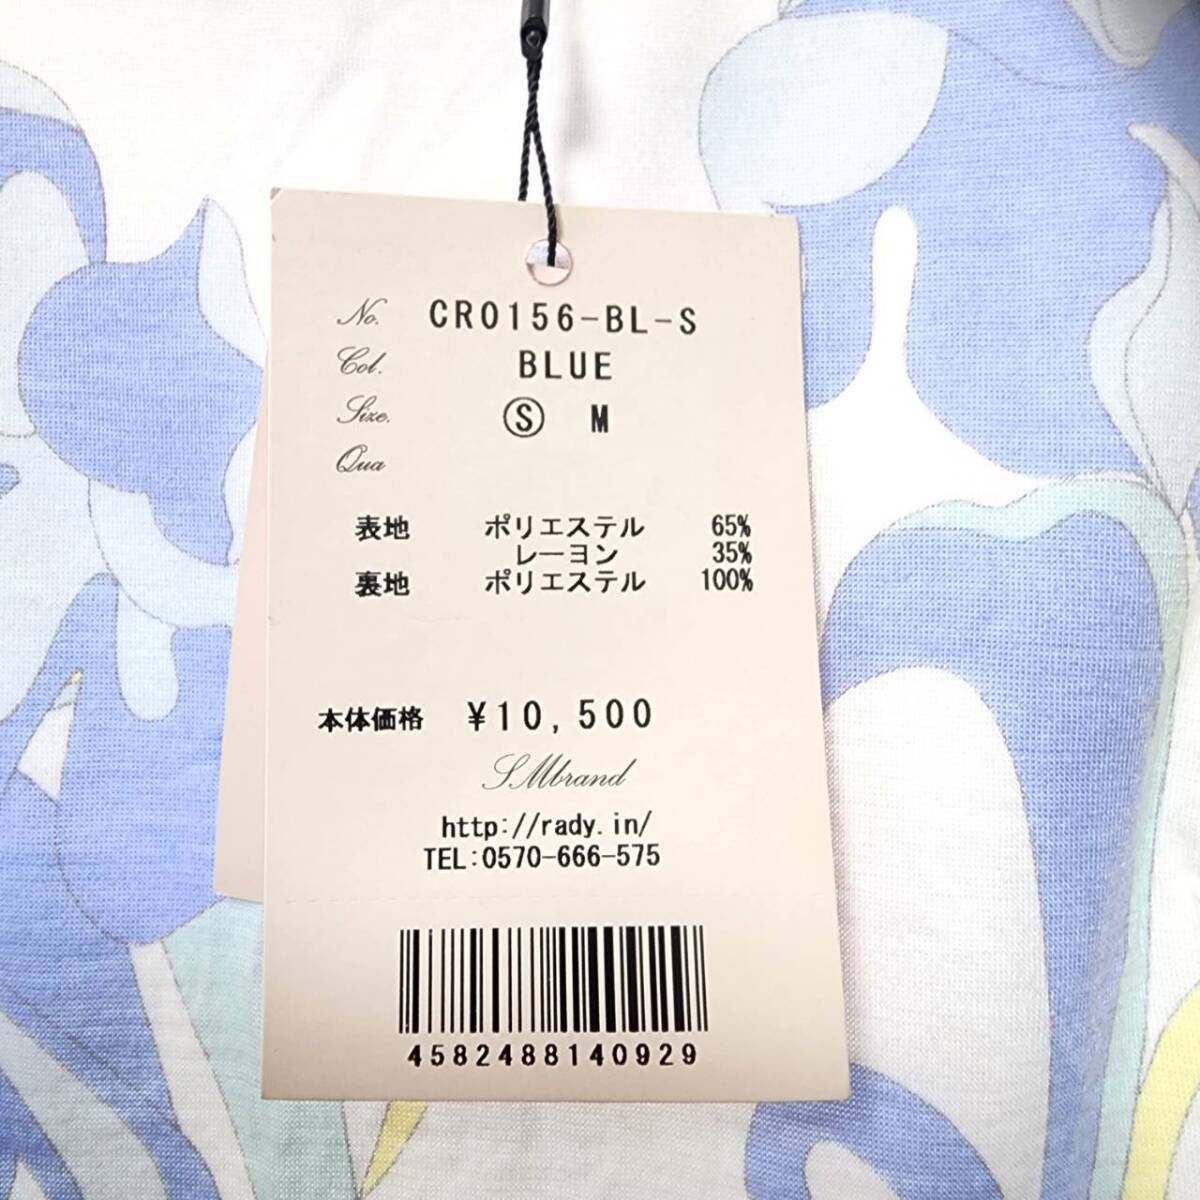 No. CR0156-BL-S
Col. BLUE
Size. Ⓢ M
Qua
表地 ポリエステル 65%
レーヨン 35%
裏地 ポリエステル 100%
本体価格 ¥10,500
SMbrand
http://rady.in/
TEL:0570-666-575
4582488140929